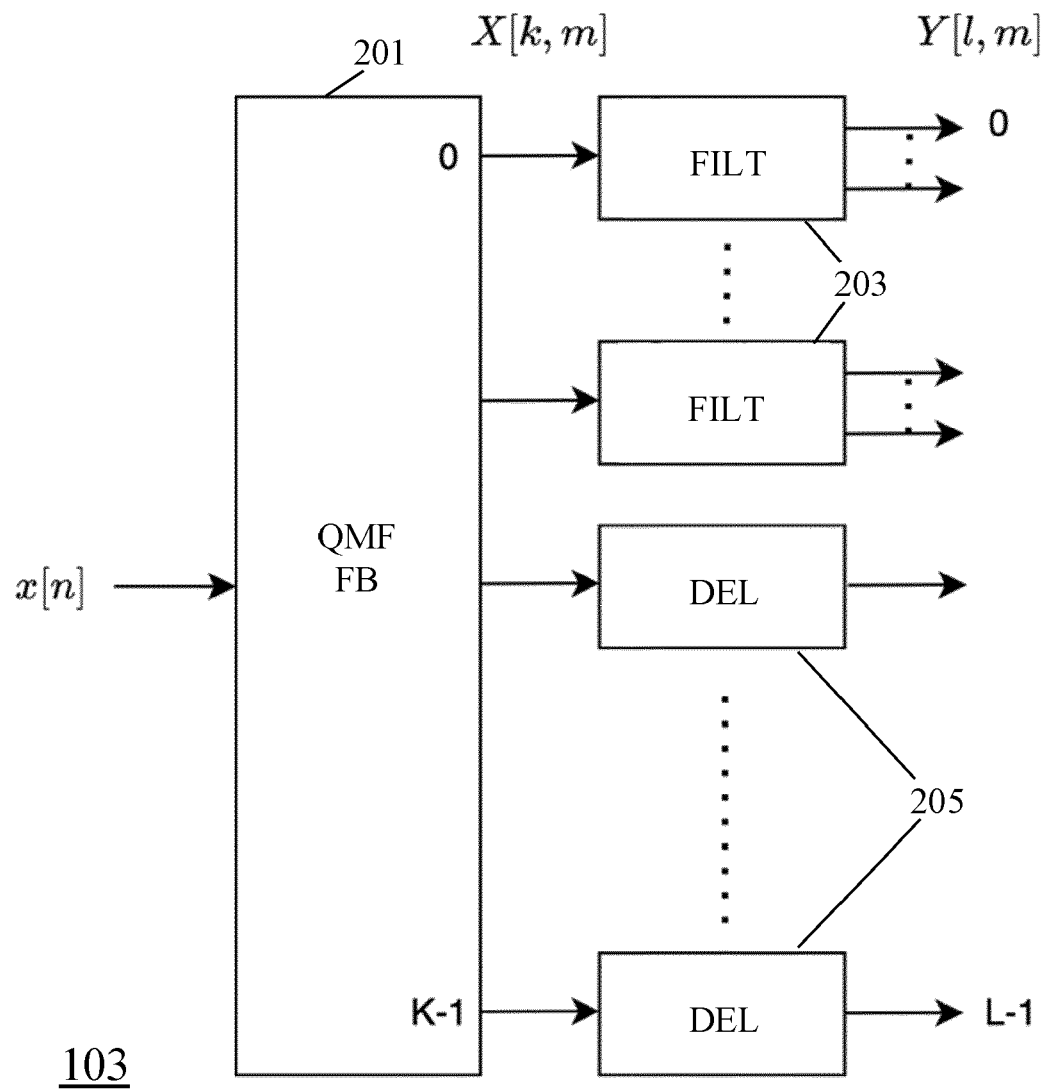 X[k, m]
Y[l, m]
201
0
FILT
0
203
FILT
QMF
FB
x[n]
DEL
205
K-1
DEL
L-1
103